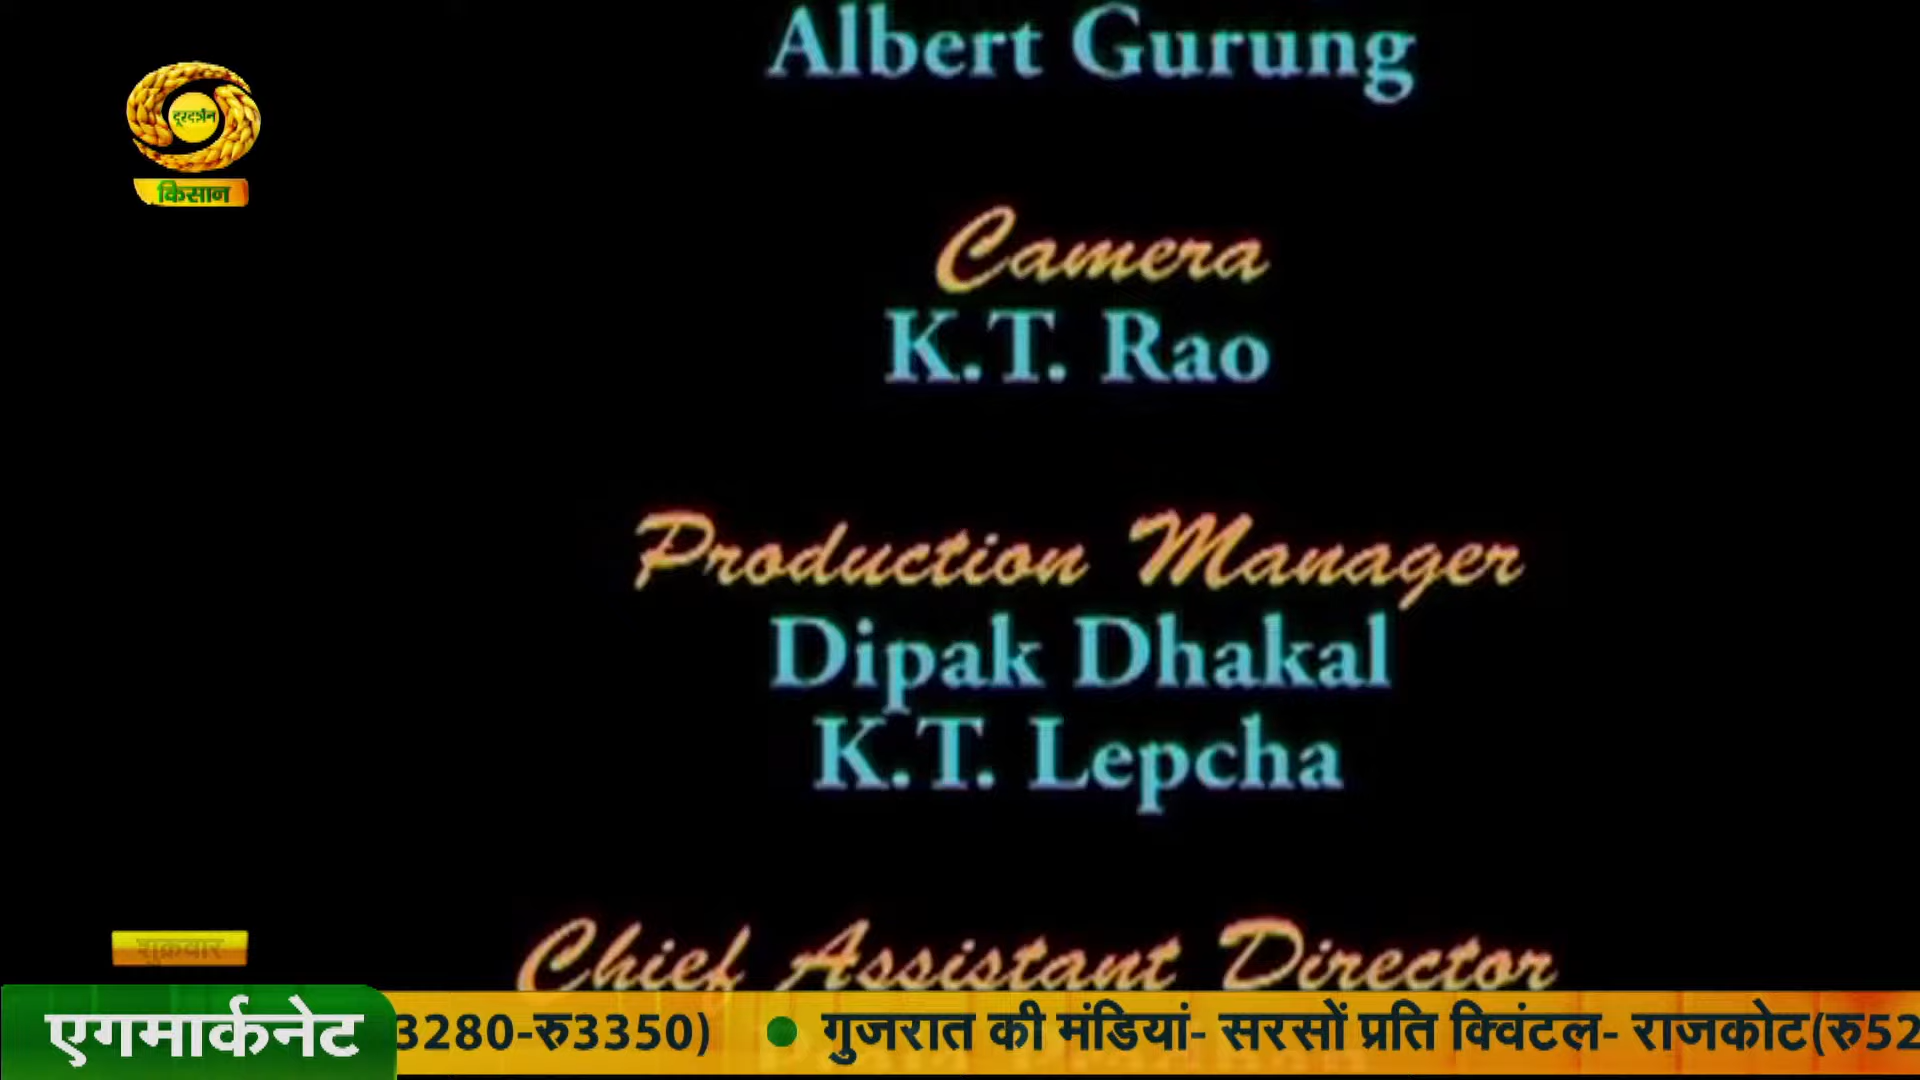 Albert Gurung
दूरदर्शन
किसान
Camera
K.T. Rao
Production Manager
Dipak Dhakal
K.T. Lepcha
शुक्रवार
Chief Assistant Director
एगमार्कनेट
3280-रु3350) ● गुजरात की मंडियां- सरसों प्रति क्विंटल- राजकोट(रु52